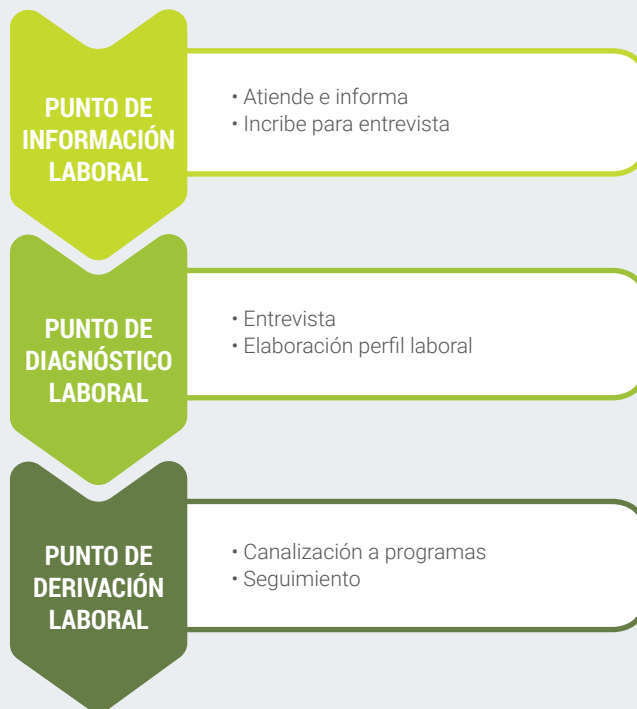 PUNTO DE
INFORMACIÓN
LABORAL
• Atiende e informa
• Incribe para entrevista
PUNTO DE
DIAGNÓSTICO
LABORAL
• Entrevista
• Elaboración perfil laboral
PUNTO DE
DERIVACIÓN
LABORAL
• Canalización a programas
• Seguimiento